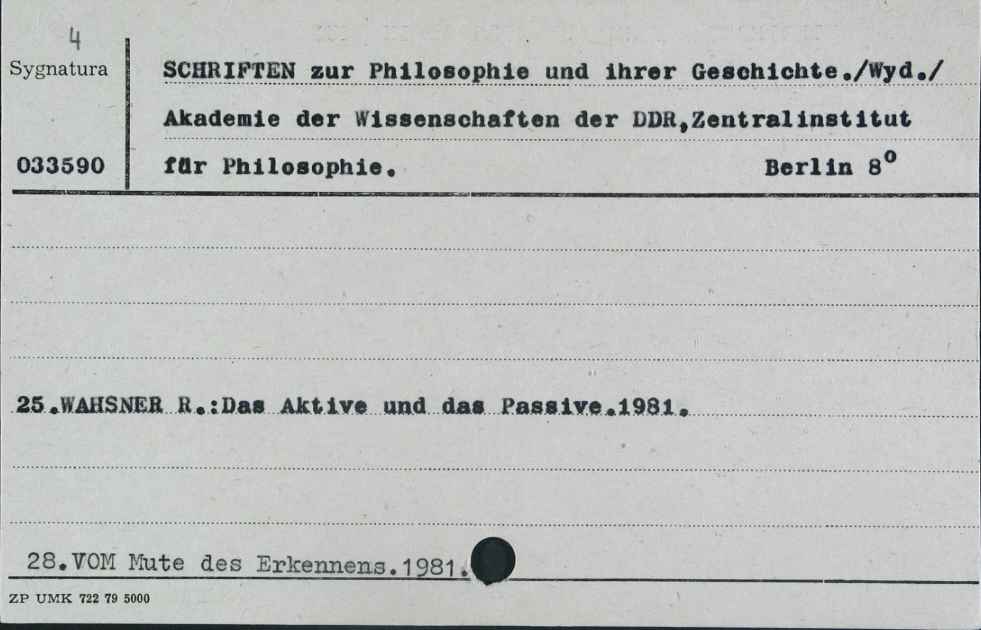 4
Sygnatura
SCHRIFTEN zur Philosophie und ihrer Geschichte./Wyd./
Akademie der Wissenschaften der DDR,Zentralinstitut
033590
für Philosophie. Berlin 8º
25.WAHSNER R.:Das Aktive und das Passive.1981.
28.VOM Mute des Erkennens.1981.
ZP UMK 722 79 5000